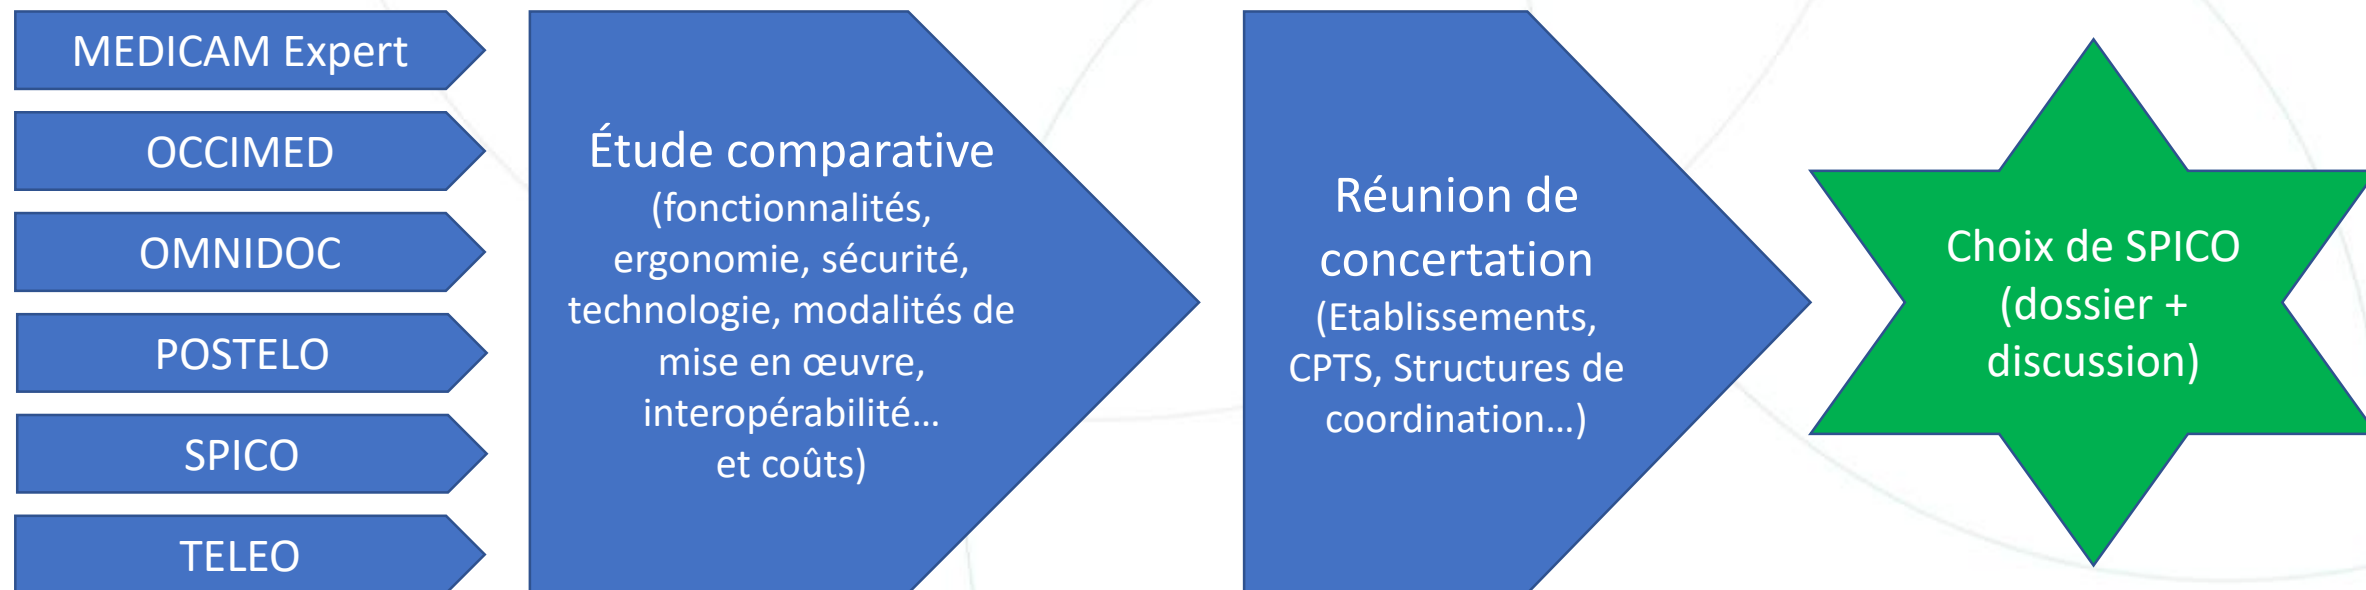 MEDICAM Expert
OCCIMED
OMNIDOC
POSTELO
SPICO
TELEO
Étude comparative
(fonctionnalités,
ergonomie, sécurité,
technologie, modalités de
mise en œuvre,
interopérabilité…
et coûts)
Réunion de
concertation
(Etablissements,
CPTS, Structures de
coordination…)
Choix de SPICO
(dossier +
discussion)